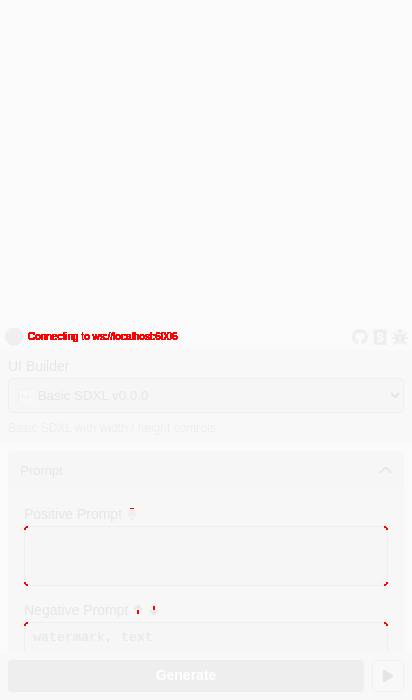 Connecting to ws://localhost:6006
UI Builder
Basic SDXL v0.0.0
Basic SDXL with width / height controls
Prompt
Positive Prompt
Negative Prompt
watermark, text
Generate